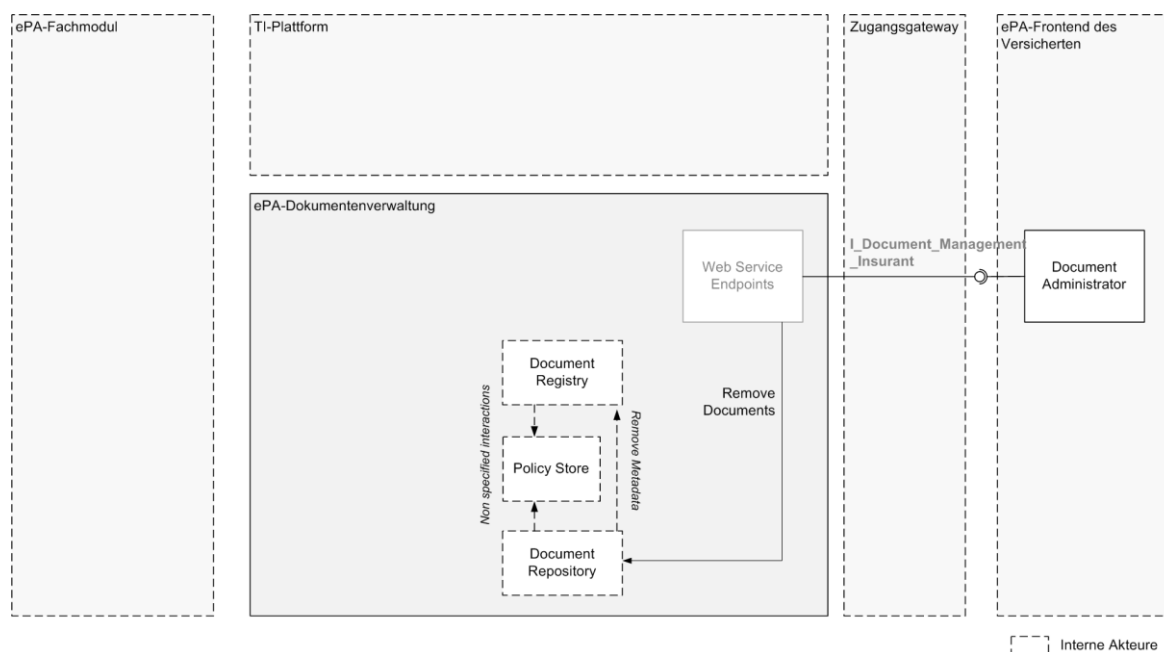 ePA-Fachmodul
TI-Plattform
Zugangsgateway
ePA-Frontend des
Versicherten
ePA-Dokumentenverwaltung
Web Service
Endpoints
I_Document_Management
_Insurant
Document
Administrator
Document
Registry
Remove
Documents
Non specified interactions
Policy Store
Remove Metadata
Document
Repository
Interne Akteure